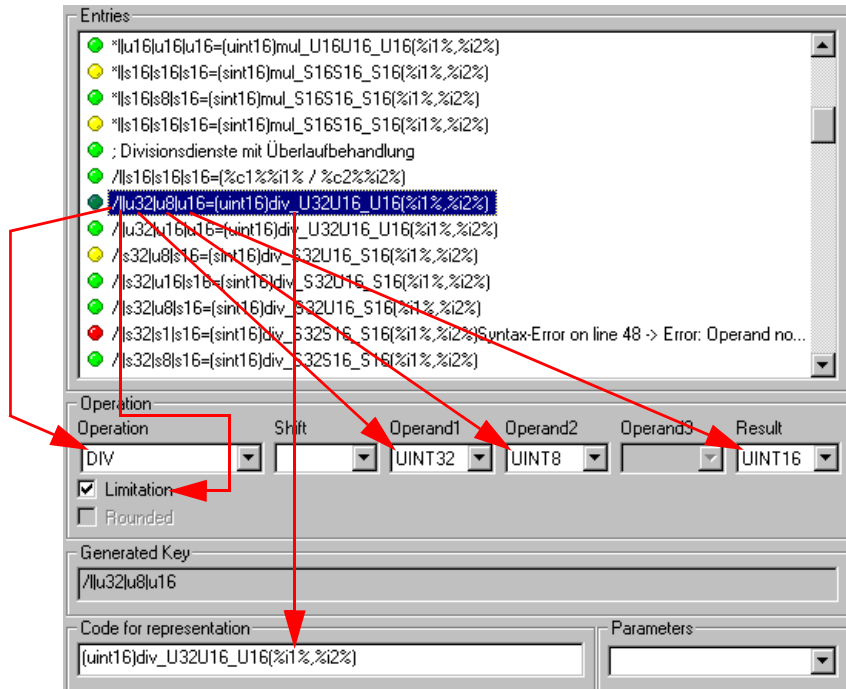 Entries
*l|u16|u16|u16=(uint16)mul_U16U16_U16(%i1%,%i2%)
*l|s16|s16|s16=(sint16)mul_S16S16_S16(%i1%,%i2%)
*l|s16|s8|s16=(sint16)mul_S16S16_S16(%i1%,%i2%)
*l|s16|s16|s16=(sint16)mul_S16S16_S16(%i1%,%i2%)
; Divisionsdienste mit Überlaufbehandlung
/l|s16|s16|s16=(%c1%%i1% / %c2%%i2%)
/l|u32|u8|u16=(uint16)div_U32U16_U16(%i1%,%i2%)
/l|u32|u16|u16=(uint16)div_U32U16_U16(%i1%,%i2%)
/l|s32|u8|s16=(sint16)div_S32U16_S16(%i1%,%i2%)
/l|s32|u16|s16=(sint16)div_S32U16_S16(%i1%,%i2%)
/l|s32|u8|s16=(sint16)div_S32U16_S16(%i1%,%i2%)
/l|s32|s1|s16=(sint16)div_S32S16_S16(%i1%,%i2%)Syntax-Error on line 48 -> Error: Operand no...
/l|s32|s8|s16=(sint16)div_S32S16_S16(%i1%,%i2%)
Operation
Operation Shift Operand1 Operand2 Operand3 Result
DIV UINT32 UINT8 UINT16
Limitation
Rounded
Generated Key
/l|u32|u8|u16
Code for representation Parameters
(uint16)div_U32U16_U16(%i1%,%i2%)